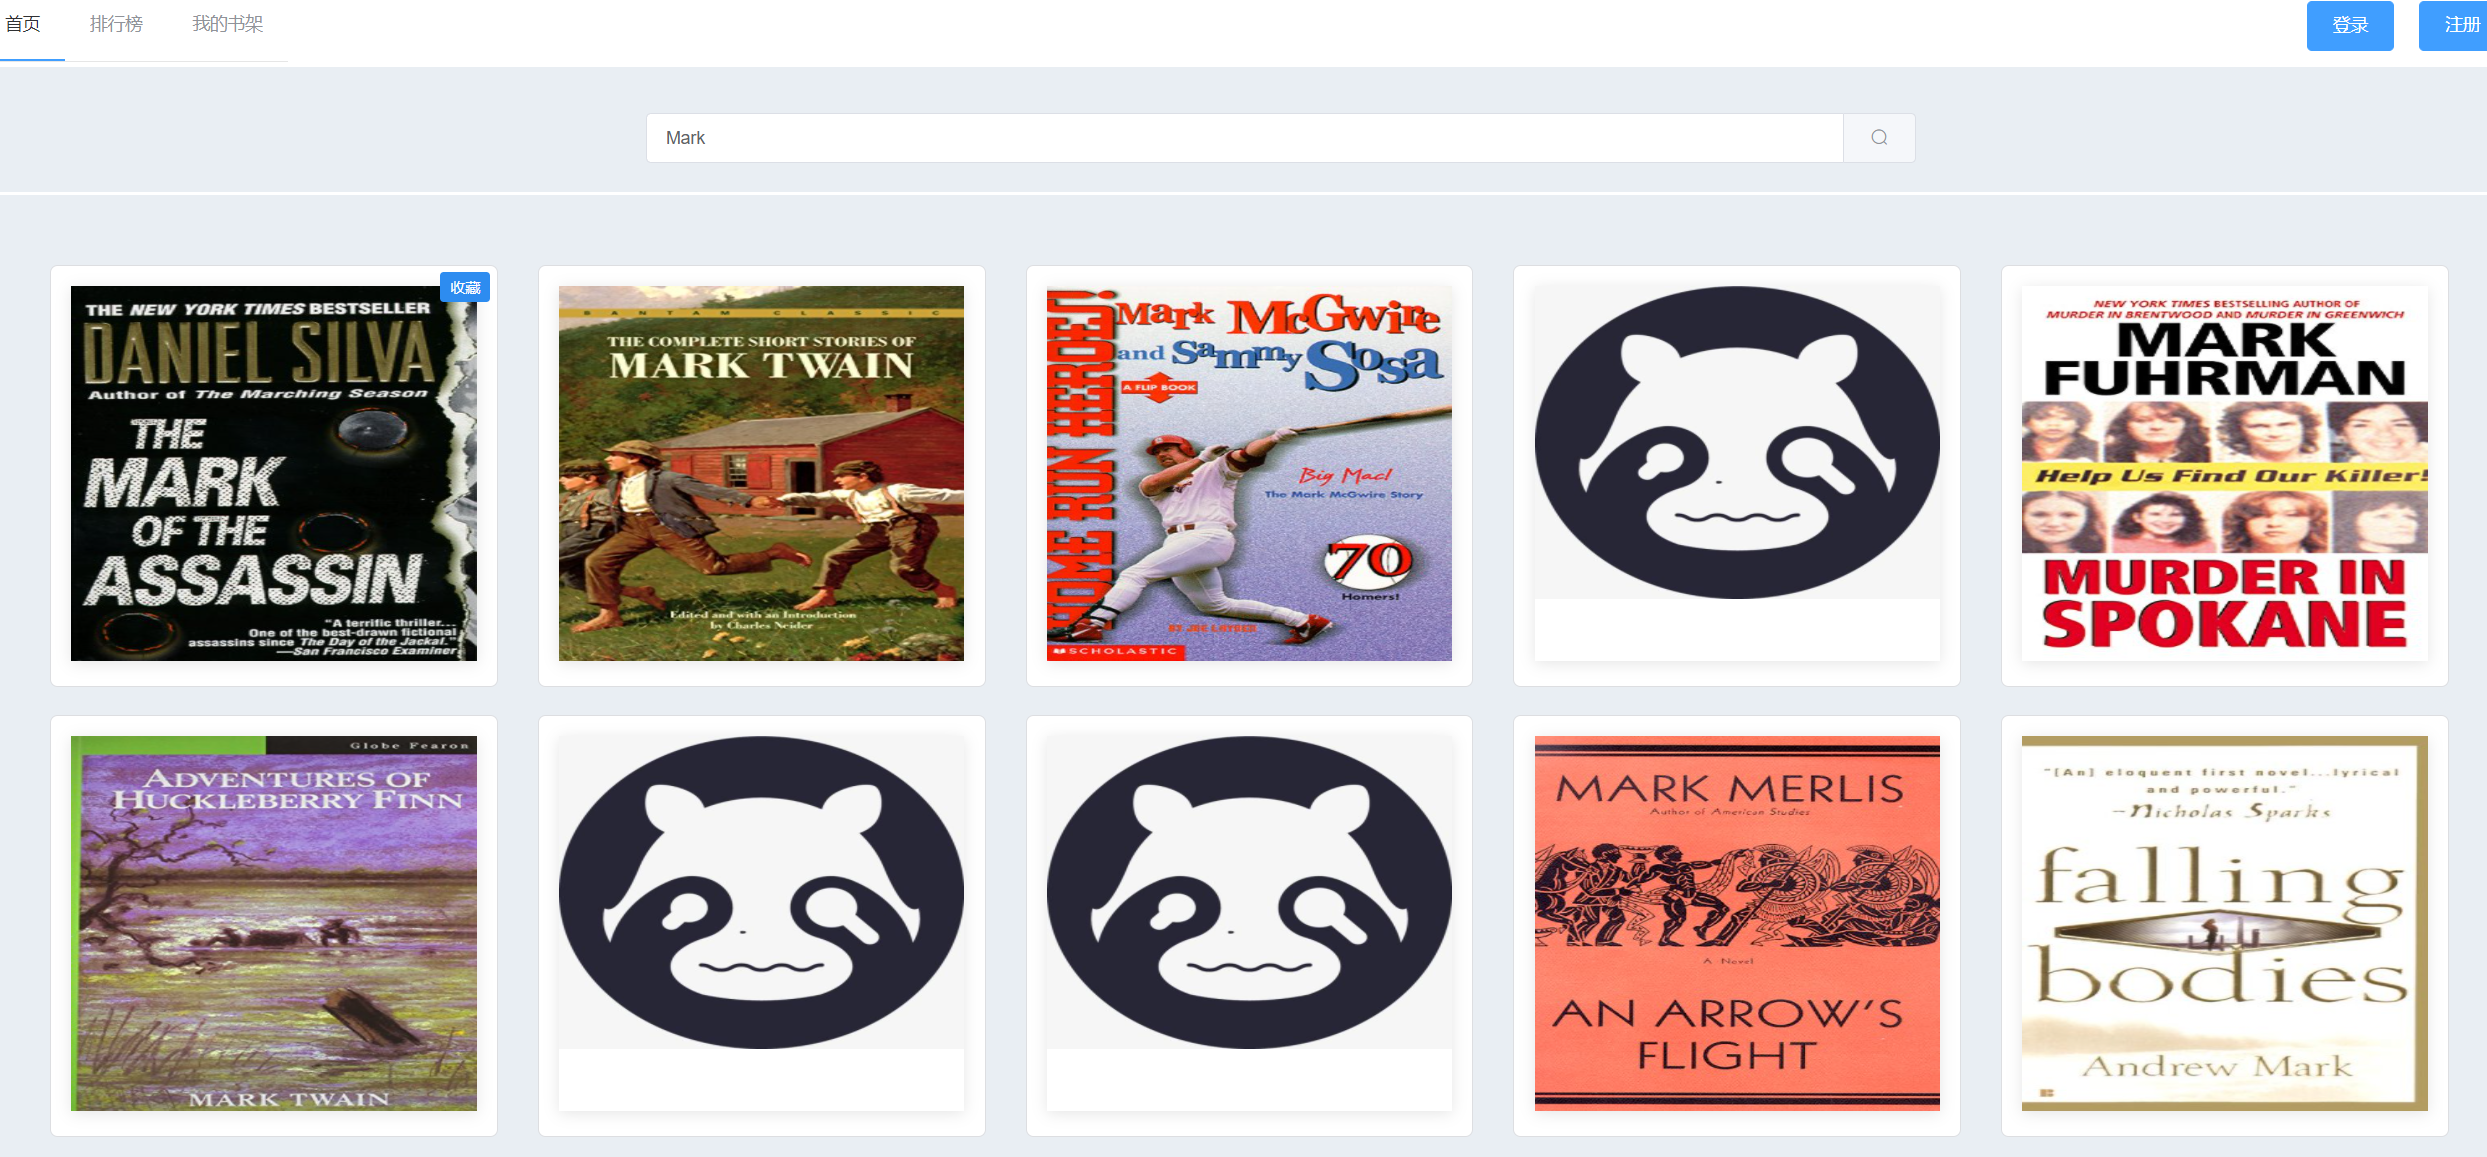 首页
排行榜
我的书架
登录
注册
Mark
收藏
THE NEW YORK TIMES BESTSELLER
DANIEL SILVA
Author of The Marching Season
THE
MARK
OF THE
ASSASSIN
"A terrific thriller...
One of the best-drawn fictional
assassins since The Day of the Jackal."
—San Francisco Examiner
BANTAM CLASSIC
THE COMPLETE SHORT STORIES OF
MARK TWAIN
Edited and with an Introduction
by Charles Neider
HOME RUN HEROES!
Mark McGwire
and Sammy Sosa
A FLIP BOOK
Big Mac!
The Mark McGwire Story
70
Homers!
BY JOE LAYDEN
SCHOLASTIC
NEW YORK TIMES BESTSELLING AUTHOR OF
MURDER IN BRENTWOOD AND MURDER IN GREENWICH
MARK
FUHRMAN
Help Us Find Our Killer!
MURDER IN
SPOKANE
Globe Fearon
ADVENTURES OF
HUCKLEBERRY FINN
MARK TWAIN
MARK MERLIS
Author of American Studies
A Novel
AN ARROW'S
FLIGHT
"[An] eloquent first novel...lyrical
and powerful."
—Nicholas Sparks
falling
bodies
Andrew Mark
B